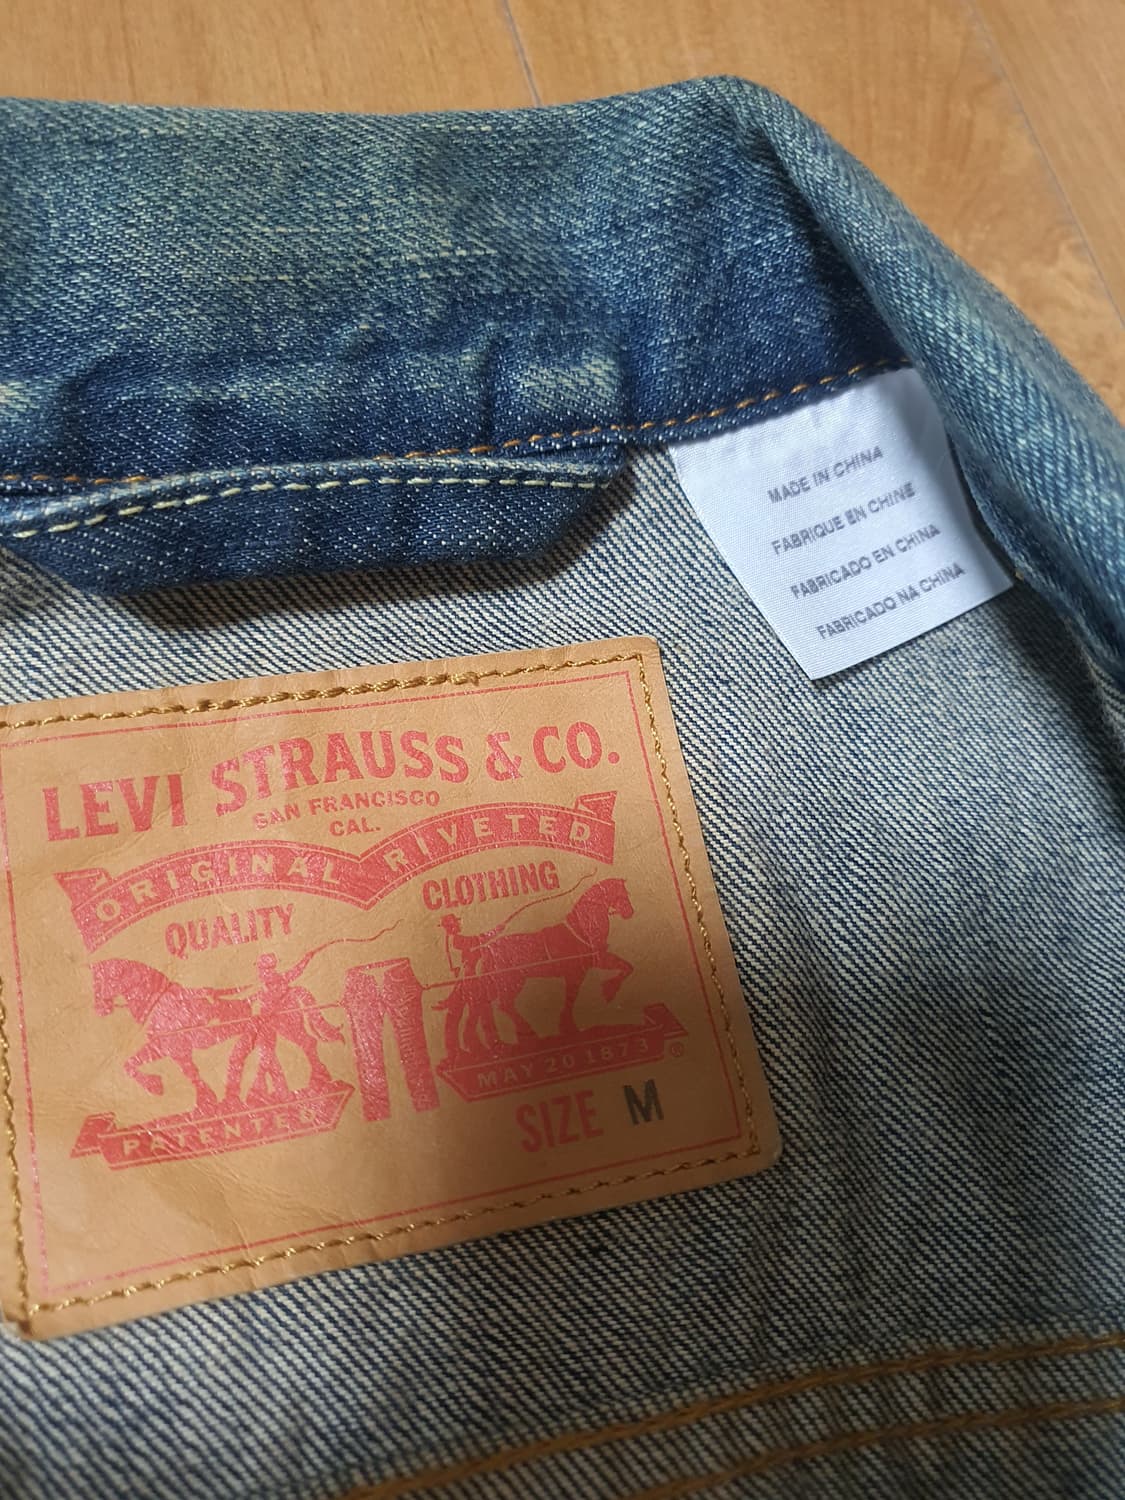 MADE IN CHINA
FABRIQUE EN CHINE
FABRICADO EN CHINA
FABRICADO NA CHINA
LEVI STRAUSS & CO.
SAN FRANCISCO
CAL.
ORIGINAL RIVETED
QUALITY CLOTHING
PATENTED MAY 20 1873 ®
SIZE M